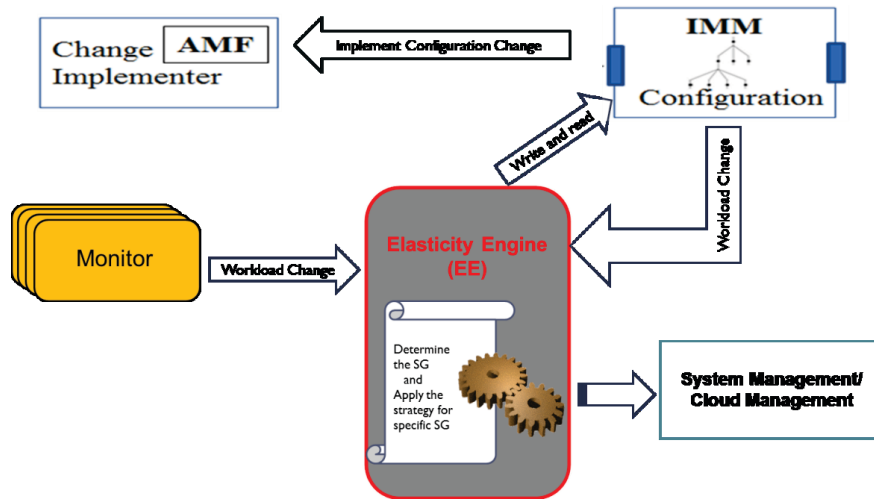 Change
AMF
Implementer
Implement Configuration Change
IMM
Configuration
Write and read
Workload Change
Monitor
Workload Change
Elasticity Engine
(EE)
Determine
the SG
and
Apply the
strategy for
specific SG
System Management/
Cloud Management